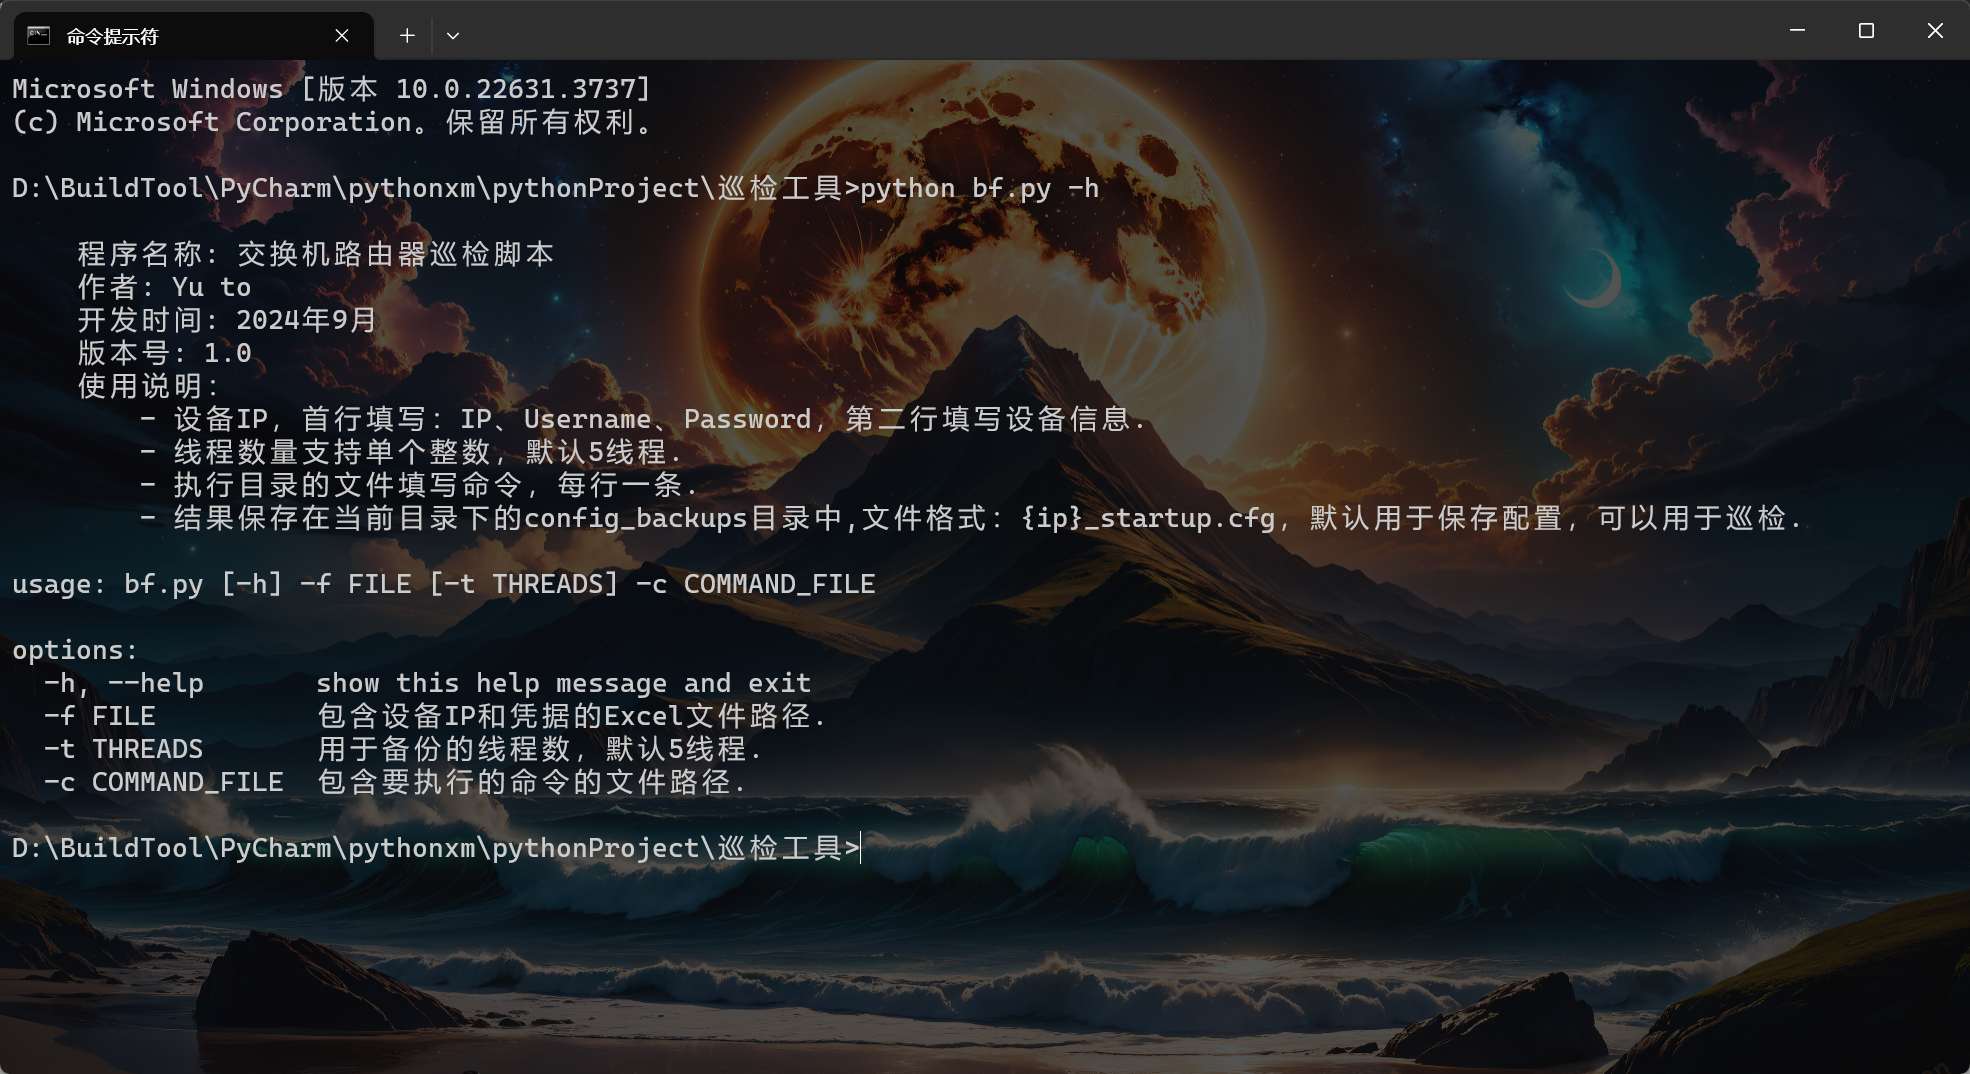 命令提示符
Microsoft Windows [版本 10.0.22631.3737]
(c) Microsoft Corporation。保留所有权利。
D:\BuildTool\PyCharm\pythonxm\pythonProject\巡检工具>python bf.py -h
程序名称: 交换机路由器巡检脚本
作者: Yu to
开发时间: 2024年9月
版本号: 1.0
使用说明:
- 设备IP, 首行填写: IP、Username、Password, 第二行填写设备信息.
- 线程数量支持单个整数, 默认5线程.
- 执行目录的文件填写命令, 每行一条.
- 结果保存在当前目录下的config_backups目录中,文件格式: {ip}_startup.cfg, 默认用于保存配置, 可以用于巡检.
usage: bf.py [-h] -f FILE [-t THREADS] -c COMMAND_FILE
options:
-h, --help show this help message and exit
-f FILE 包含设备IP和凭据的Excel文件路径.
-t THREADS 用于备份的线程数, 默认5线程.
-c COMMAND_FILE 包含要执行的命令的文件路径.
D:\BuildTool\PyCharm\pythonxm\pythonProject\巡检工具>